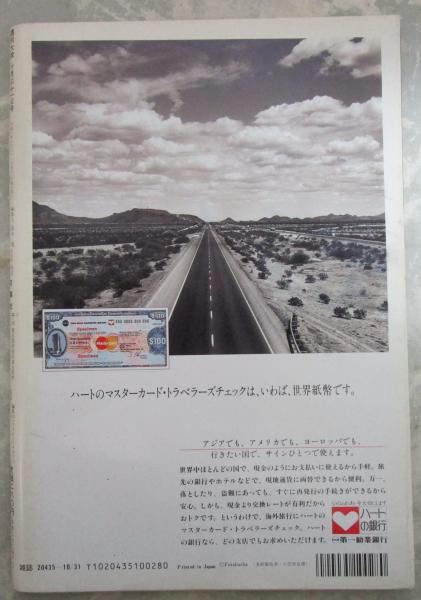 $100
$100
Specimen
MasterCard
$100
Specimen
ハートのマスターカード・トラベラーズチェックは、いわば、世界紙幣です。
アジアでも、アメリカでも、ヨーロッパでも、
行きたい国で、サインひとつで使えます。
世界中ほとんどの国で、現金のようにお支払いに使えるから手軽。旅
先の銀行やホテルなどで、現地通貨に両替できるから便利。万一、
落としたり、盗難にあっても、すぐに再発行の手続きができるから
安心。しかも、現金より交換レートが有利だから
おトクです。というわけで、海外旅行にハートの
マスターカード・トラベラーズチェック。ハート
の銀行なら、どの支店でもお求めいただけます。
ハート
の銀行
第一勧業銀行
雑誌 20435-10/31 T1020435100280 Printed in Japan ©Futabasha